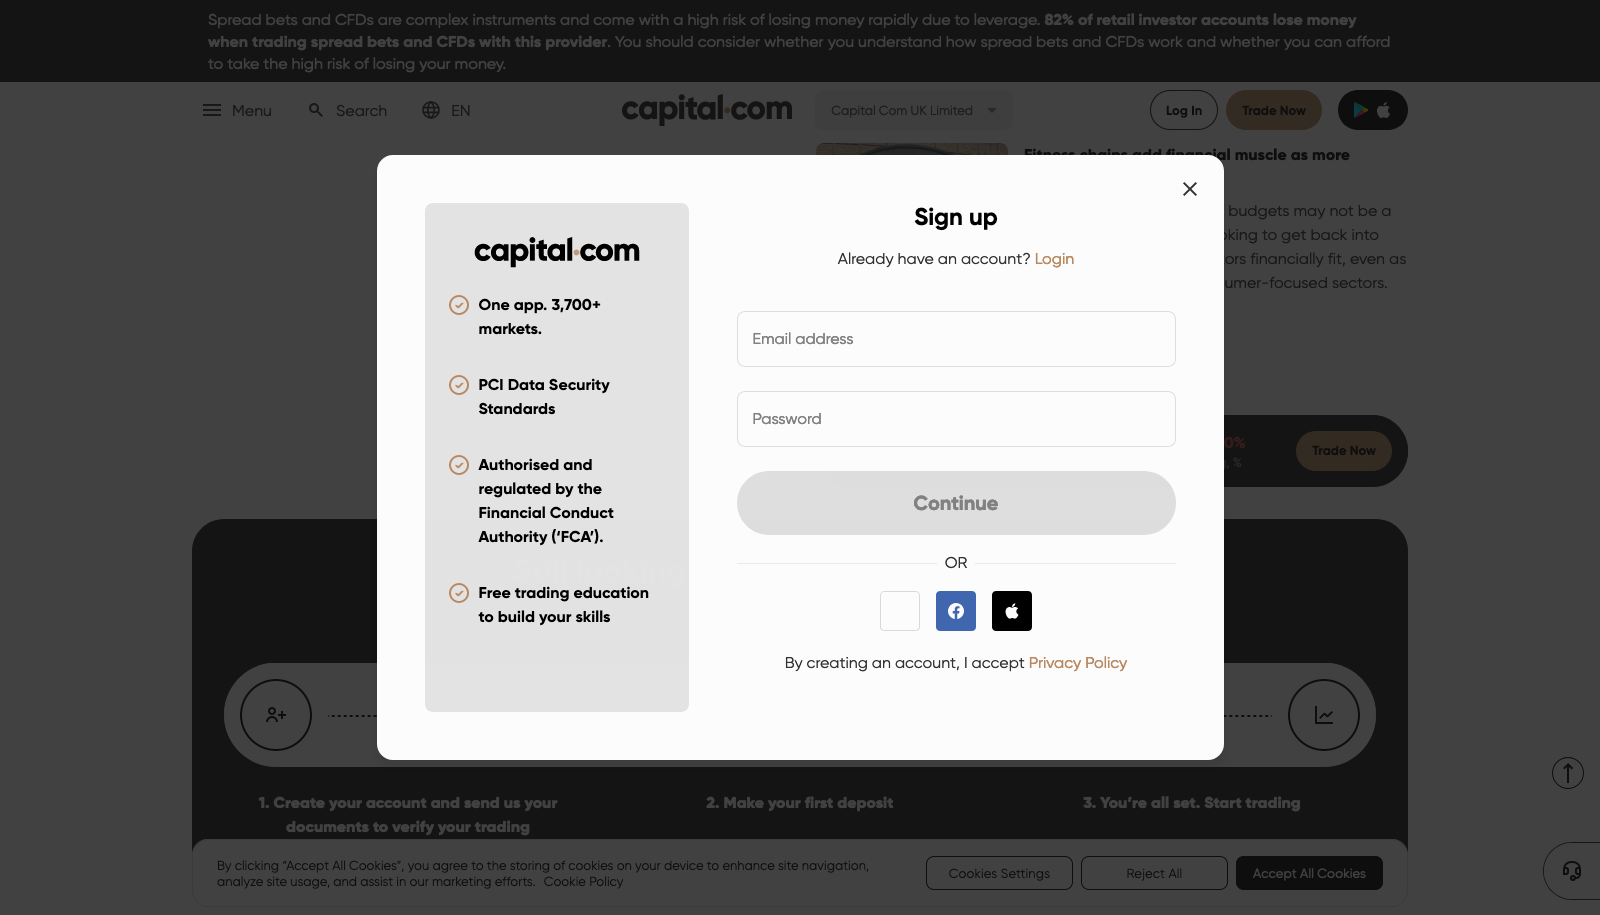 Spread bets and CFDs are complex instruments and come with a high risk of losing money rapidly due to leverage. 82% of retail investor accounts lose money
when trading spread bets and CFDs with this provider. You should consider whether you understand how spread bets and CFDs work and whether you can afford
to take the high risk of losing your money.
Menu
Search
EN
capital.com
Capital Com UK Limited
Log In
Trade Now
Fitness chains add financial muscle as more
budgets may not be a
get back into
financially fit, even as
sectors.
0%
, %
Trade Now
capital.com
One app. 3,700+
markets.
PCI Data Security
Standards
Authorised and
regulated by the
Financial Conduct
Authority (‘FCA’).
Free trading education
to build your skills
Sign up
Already have an account? Login
Email address
Password
Continue
OR
By creating an account, I accept Privacy Policy
1. Create your account and send us your
documents to verify your trading
2. Make your first deposit
3. You’re all set. Start trading
By clicking “Accept All Cookies”, you agree to the storing of cookies on your device to enhance site navigation,
analyze site usage, and assist in our marketing efforts. Cookie Policy
Cookies Settings
Reject All
Accept All Cookies